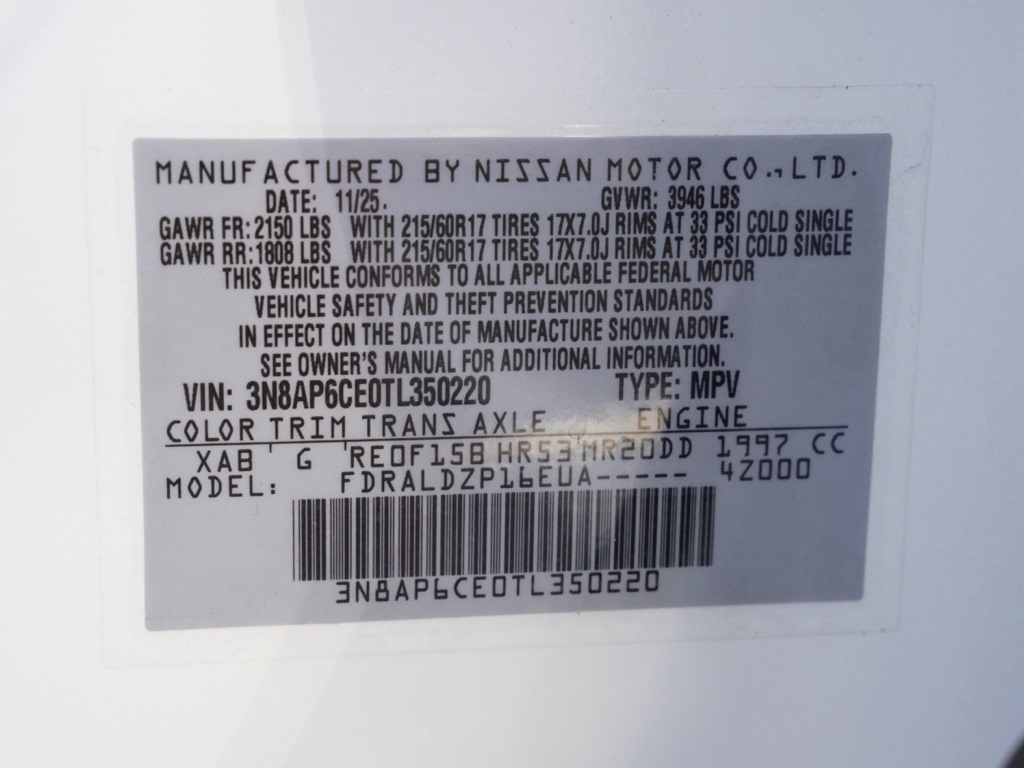 MANUFACTURED BY NISSAN MOTOR CO., LTD.
DATE: 11/25. GVWR: 3946 LBS
GAWR FR: 2150 LBS WITH 215/60R17 TIRES 17X7.0J RIMS AT 33 PSI COLD SINGLE
GAWR RR: 1808 LBS WITH 215/60R17 TIRES 17X7.0J RIMS AT 33 PSI COLD SINGLE
THIS VEHICLE CONFORMS TO ALL APPLICABLE FEDERAL MOTOR
VEHICLE SAFETY AND THEFT PREVENTION STANDARDS
IN EFFECT ON THE DATE OF MANUFACTURE SHOWN ABOVE.
SEE OWNER'S MANUAL FOR ADDITIONAL INFORMATION.
VIN: 3N8AP6CE0TL350220 TYPE: MPV
COLOR TRIM TRANS AXLE ENGINE
XAB G RE0F15B HR53 MR20DD 1997 CC
MODEL: FDRALDZP16EUA----- 4Z000
3N8AP6CE0TL350220